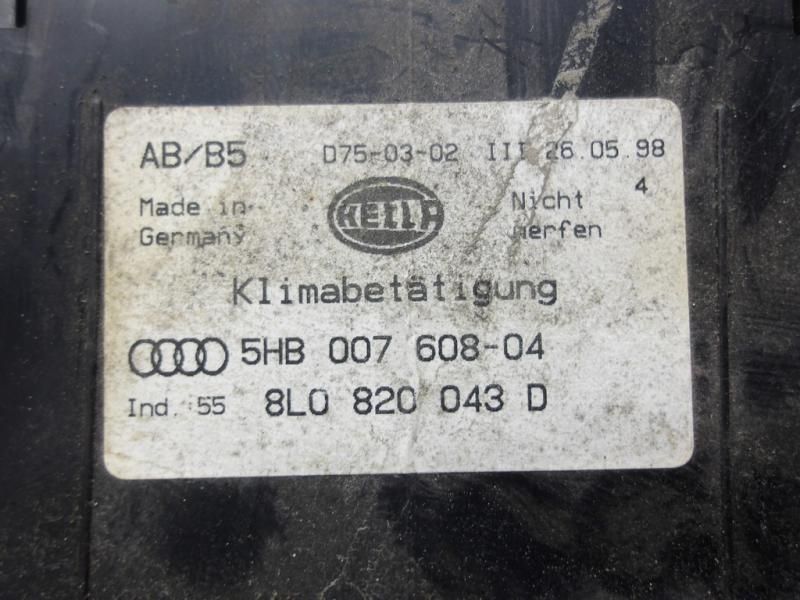 AB/B5 D75-03-02 III 26.05.98
Made in Germany
HELLA
Nicht werfen
4
Klimabetätigung
5HB 007 608-04
Ind. :55 8L0 820 043 D